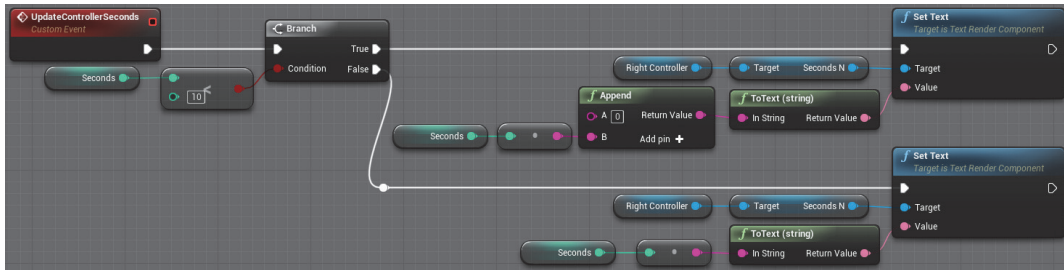 UpdateControllerSeconds
Custom Event
Branch
True
Condition
False
Seconds
10
<
Set Text
Target is Text Render Component
Target
Value
Right Controller
Target
Seconds N
Append
A 0
Return Value
B
Add pin +
ToText (string)
In String
Return Value
Seconds
Set Text
Target is Text Render Component
Target
Value
Right Controller
Target
Seconds N
ToText (string)
In String
Return Value
Seconds